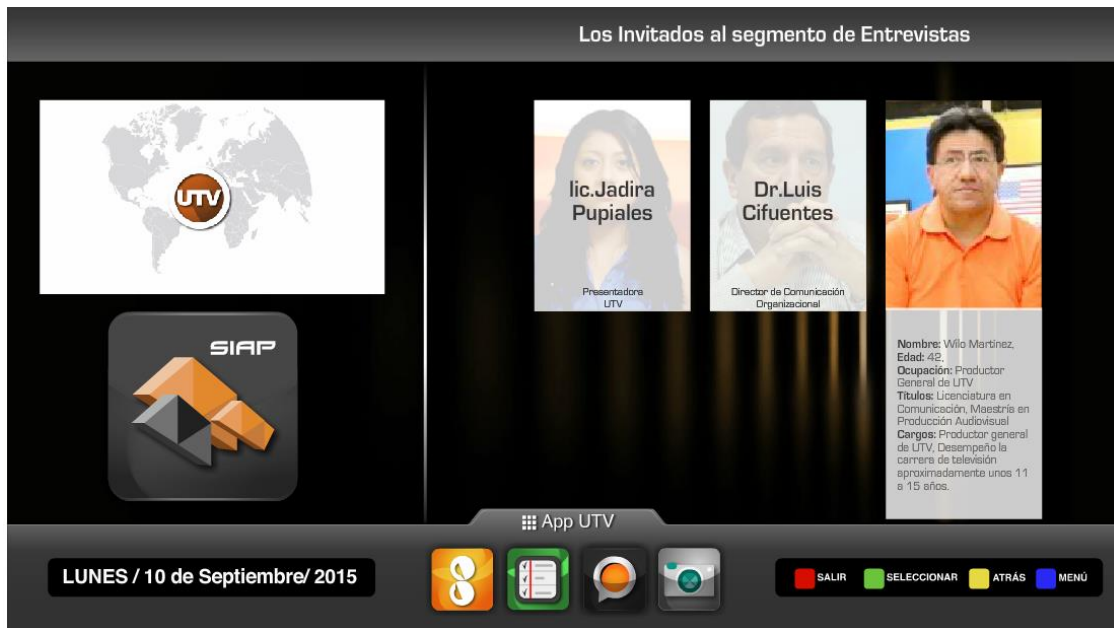 Los Invitados al segmento de Entrevistas
UTV
SIAP
lic.Jadira
Pupiales
Presentadora
UTV
Dr.Luis
Cifuentes
Director de Comunicación
Organizacional
Nombre: Wilo Martínez,
Edad: 42,
Ocupación: Productor
General de UTV
Títulos: Licenciatura en
Comunicación, Maestría en
Producción Audiovisual
Cargos: Productor general
de UTV, Desempeño la
carrera de televisión
aproximadamente unos 11
a 15 años.
App UTV
LUNES / 10 de Septiembre/ 2015
SALIR
SELECCIONAR
ATRÁS
MENÚ